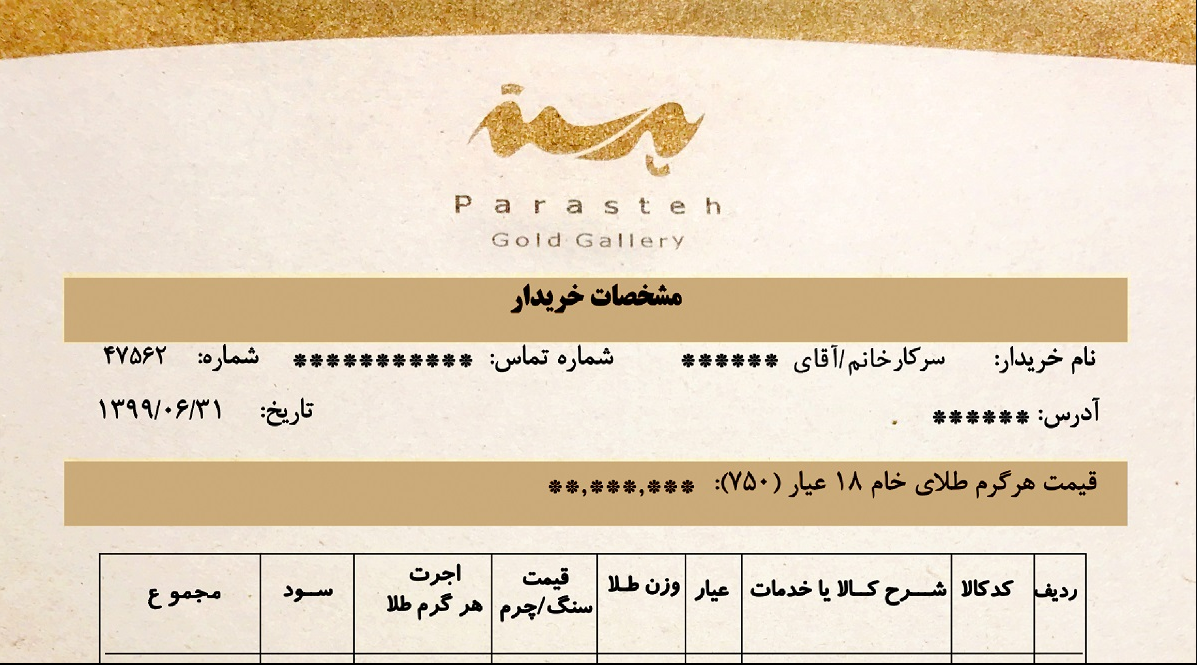 پرسته
Parasteh
Gold Gallery
مشخصات خریدار
نام خریدار: سرکارخانم/آقای ****** شماره تماس: *********** شماره: ۴۷۵۶۲
آدرس: ****** تاریخ: ۱۳۹۹/۰۶/۳۱
قیمت هرگرم طلای خام ۱۸ عیار (۷۵۰): **,***,***
ردیف کدکالا شـــرح کــالا یا خدمات عیار وزن طـلا قیمت سنگ/چرم اجرت هر گرم طلا ســود مجمو ع